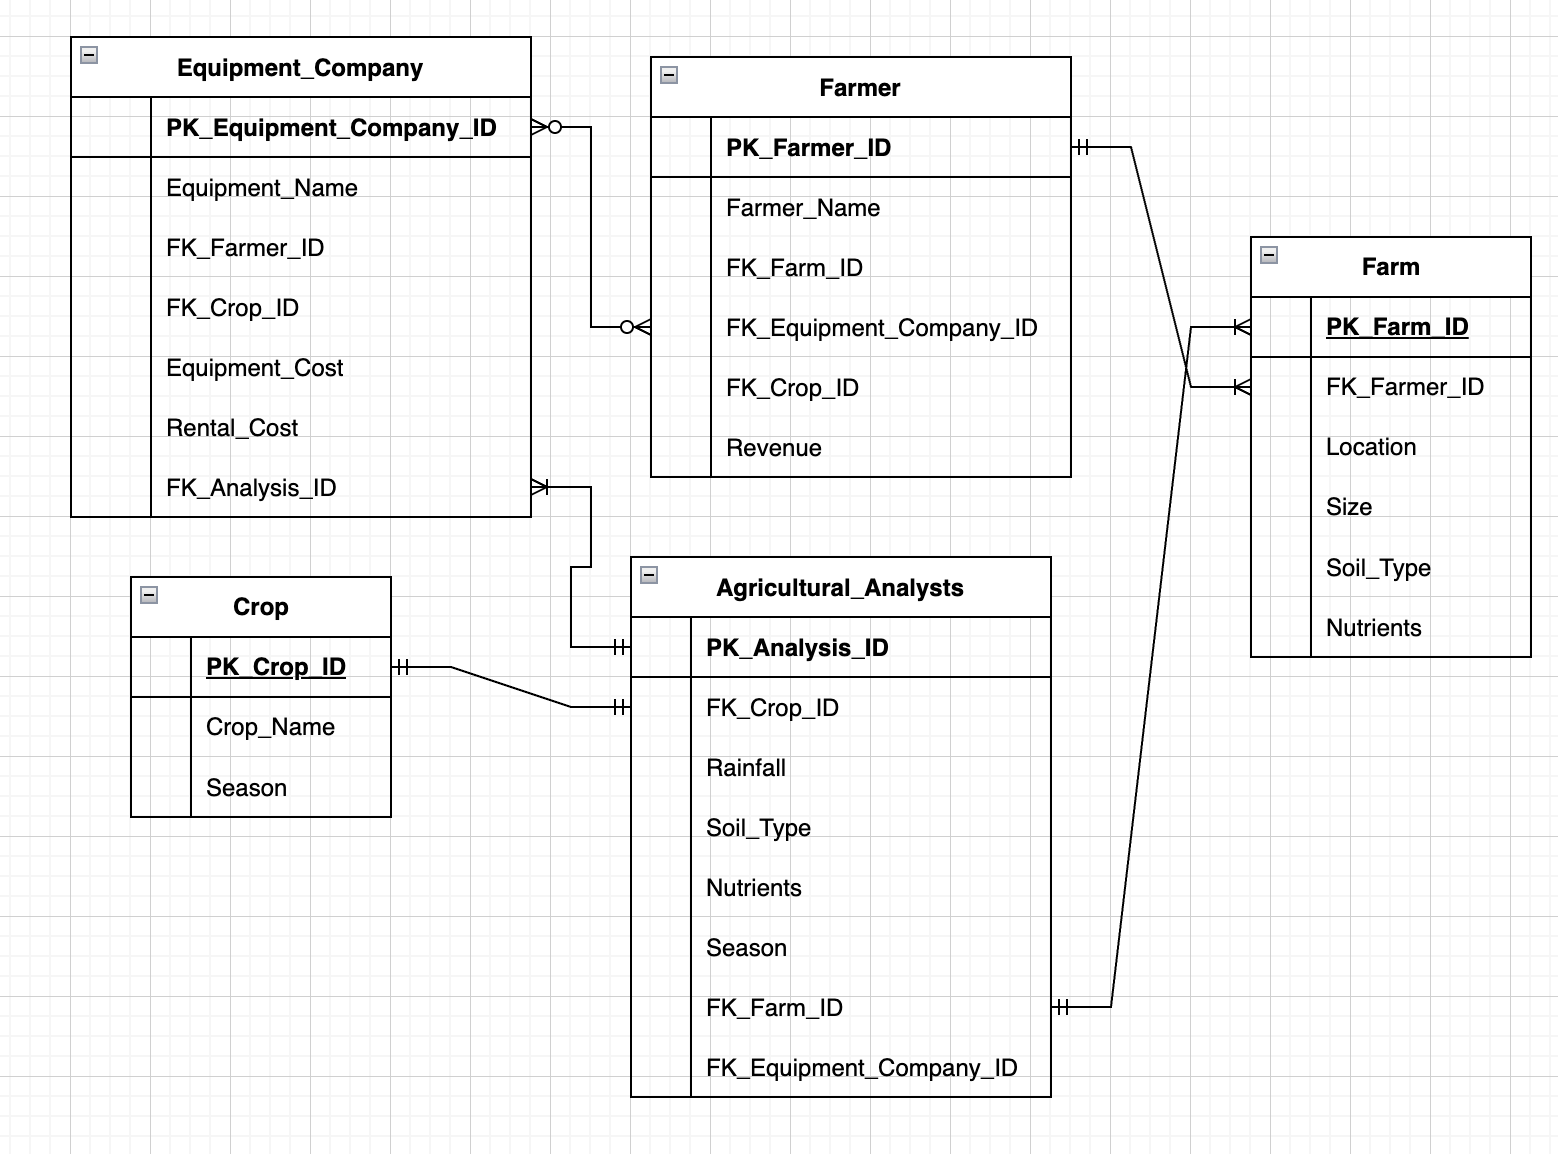 Equipment_Company
PK_Equipment_Company_ID
Equipment_Name
FK_Farmer_ID
FK_Crop_ID
Equipment_Cost
Rental_Cost
FK_Analysis_ID
Farmer
PK_Farmer_ID
Farmer_Name
FK_Farm_ID
FK_Equipment_Company_ID
FK_Crop_ID
Revenue
Farm
PK_Farm_ID
FK_Farmer_ID
Location
Size
Soil_Type
Nutrients
Crop
PK_Crop_ID
Crop_Name
Season
Agricultural_Analysts
PK_Analysis_ID
FK_Crop_ID
Rainfall
Soil_Type
Nutrients
Season
FK_Farm_ID
FK_Equipment_Company_ID